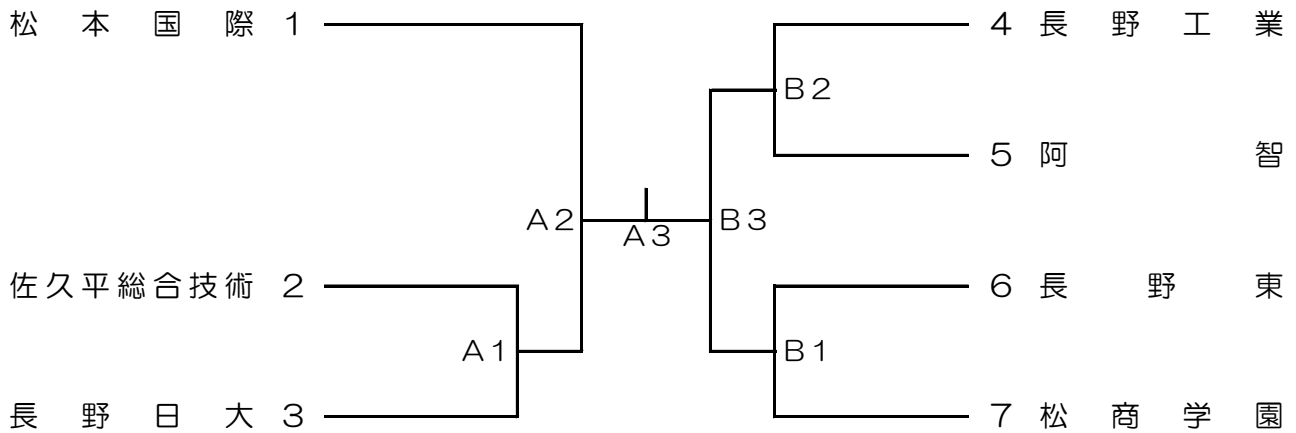 松本国際 1
4 長野工業
B2
5 阿智
A2
A3
B3
佐久平総合技術 2
6 長野東
A1
B1
長野日大 3
7 松商学園